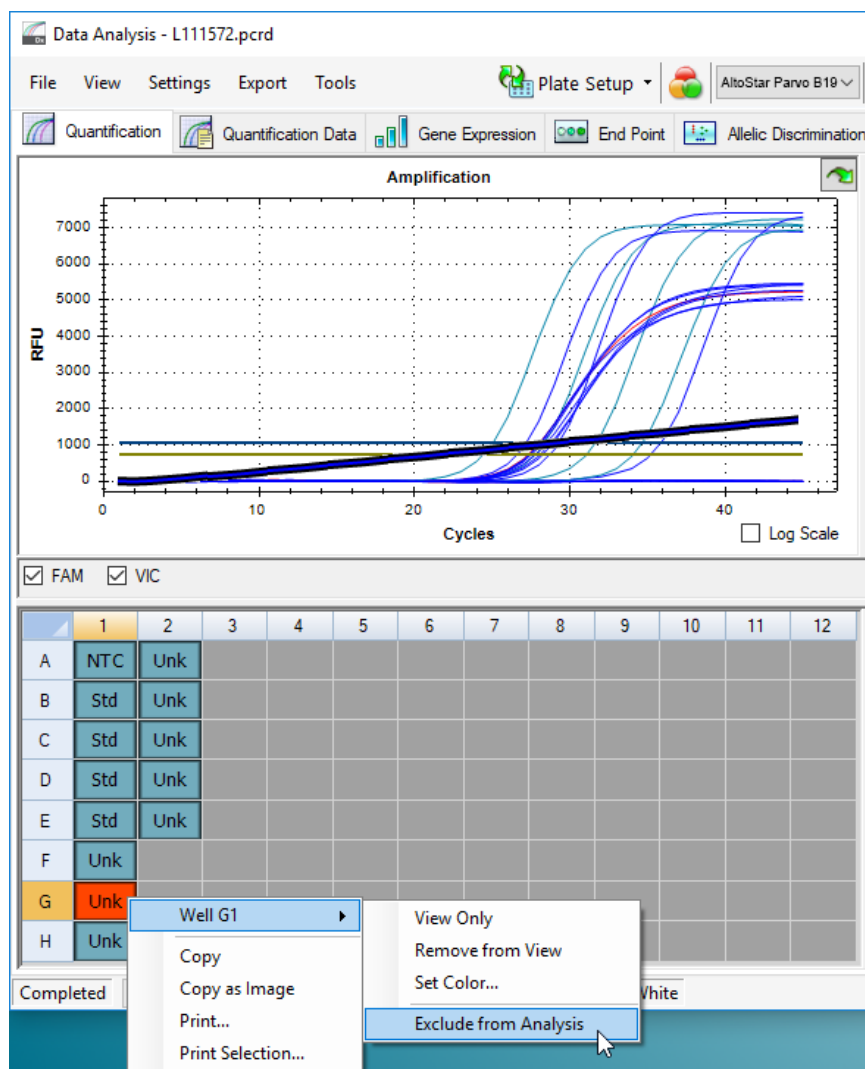 Data Analysis - L111572.pcrd
File View Settings Export Tools Plate Setup AltoStar Parvo B19
Quantification Quantification Data Gene Expression End Point Allelic Discrimination
Amplification
7000
6000
5000
4000
3000
2000
1000
0
RFU
0 10 20 30 40
Cycles
Log Scale
FAM VIC
1 2 3 4 5 6 7 8 9 10 11 12
A NTC Unk
B Std Unk
C Std Unk
D Std Unk
E Std Unk
F Unk
G Unk
H Unk
Well G1
Copy
Copy as Image
Print...
Print Selection...
View Only
Remove from View
Set Color...
Exclude from Analysis
Completed